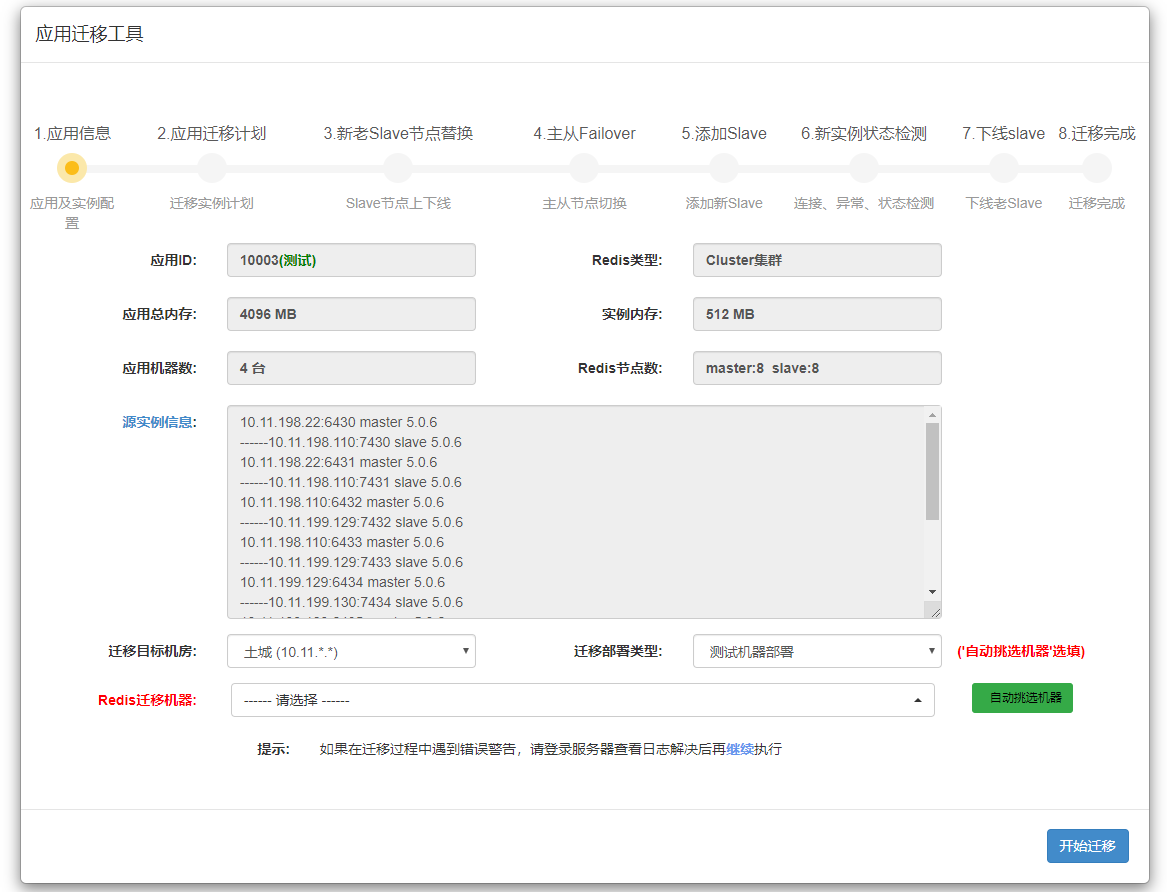 应用迁移工具
1.应用信息 2.应用迁移计划 3.新老Slave节点替换 4.主从Failover 5.添加Slave 6.新实例状态检测 7.下线slave 8.迁移完成
应用及实例配置 迁移实例计划 Slave节点上下线 主从节点切换 添加新Slave 连接、异常、状态检测 下线老Slave 迁移完成
应用ID: 10003(测试) Redis类型: Cluster集群
应用总内存: 4096 MB 实例内存: 512 MB
应用机器数: 4 台 Redis节点数: master:8 slave:8
源实例信息: 10.11.198.22:6430 master 5.0.6
------10.11.198.110:7430 slave 5.0.6
10.11.198.22:6431 master 5.0.6
------10.11.198.110:7431 slave 5.0.6
10.11.198.110:6432 master 5.0.6
------10.11.199.129:7432 slave 5.0.6
10.11.198.110:6433 master 5.0.6
------10.11.199.129:7433 slave 5.0.6
10.11.199.129:6434 master 5.0.6
------10.11.199.130:7434 slave 5.0.6
迁移目标机房: 土城 (10.11.*.*) 迁移部署类型: 测试机器部署 ('自动挑选机器'选填)
Redis迁移机器: ------ 请选择 ------ 自动挑选机器
提示: 如果在迁移过程中遇到错误警告，请登录服务器查看日志解决后再继续执行
开始迁移